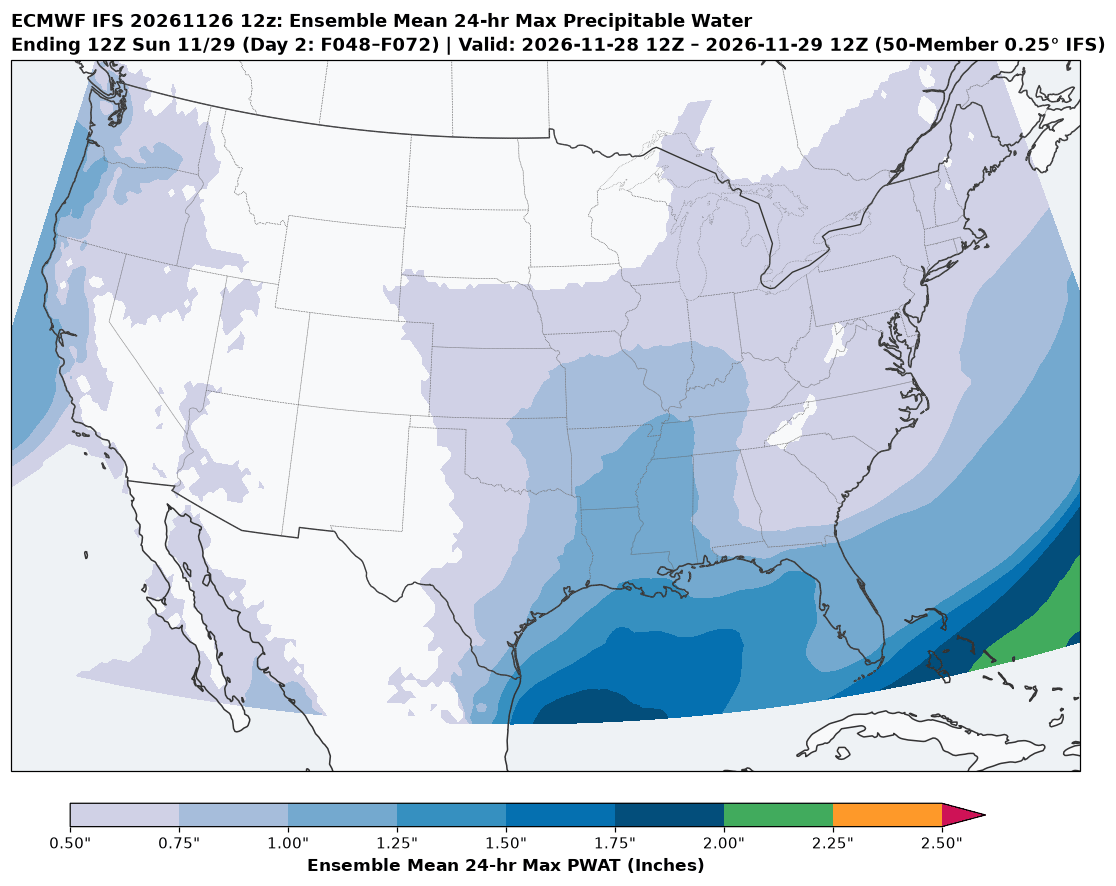 ECMWF IFS 20261126 12z: Ensemble Mean 24-hr Max Precipitable Water
Ending 12Z Sun 11/29 (Day 2: F048–F072) | Valid: 2026-11-28 12Z – 2026-11-29 12Z (50-Member 0.25° IFS)
0.50" 0.75" 1.00" 1.25" 1.50" 1.75" 2.00" 2.25" 2.50"
Ensemble Mean 24-hr Max PWAT (Inches)